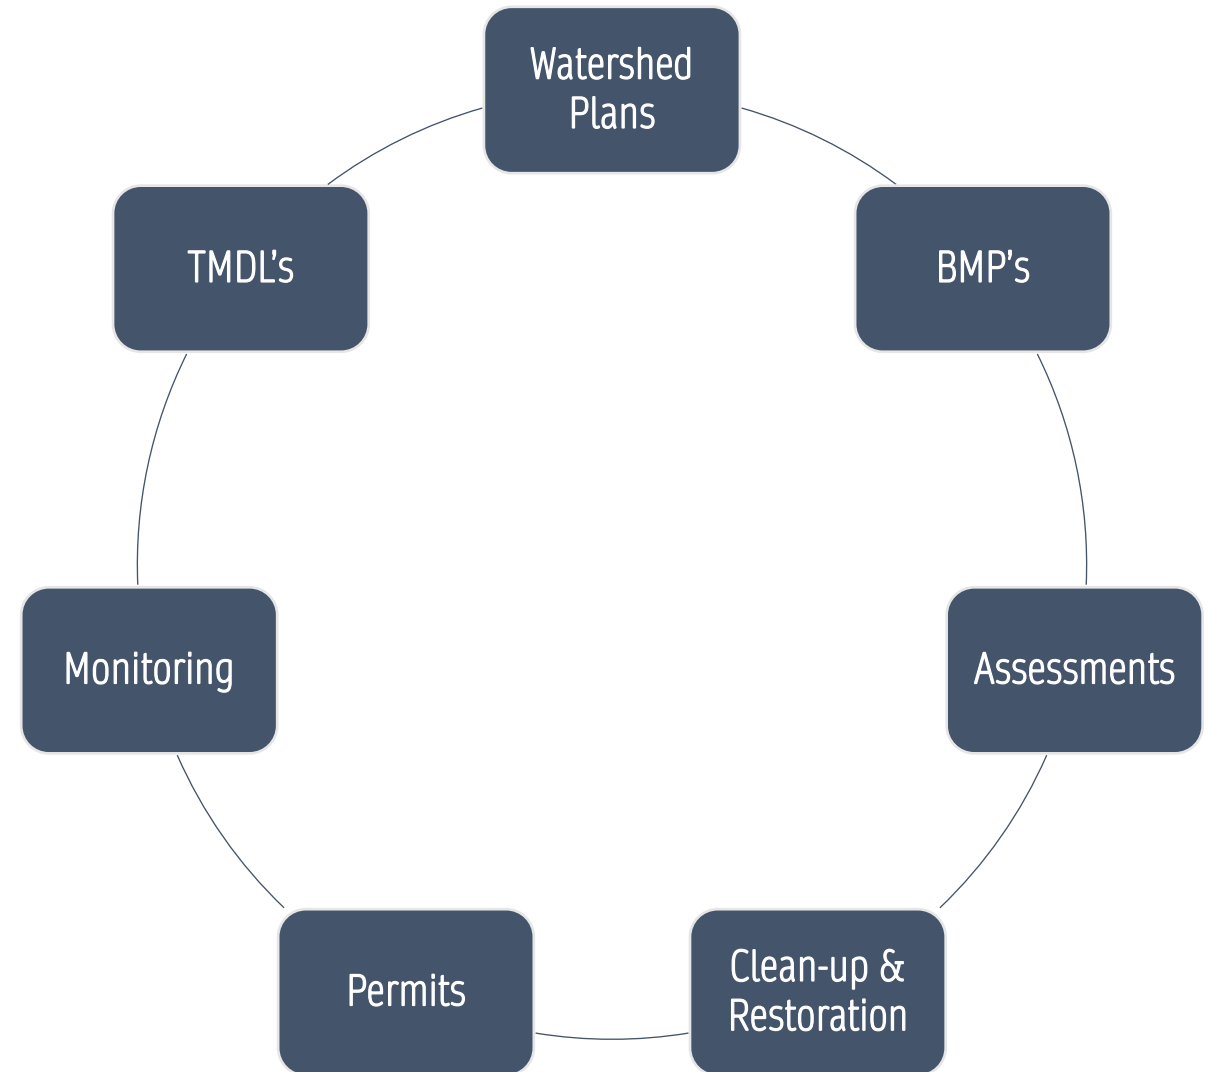 Watershed
Plans
TMDL’s
BMP’s
Monitoring
Assessments
Permits
Clean-up &
Restoration